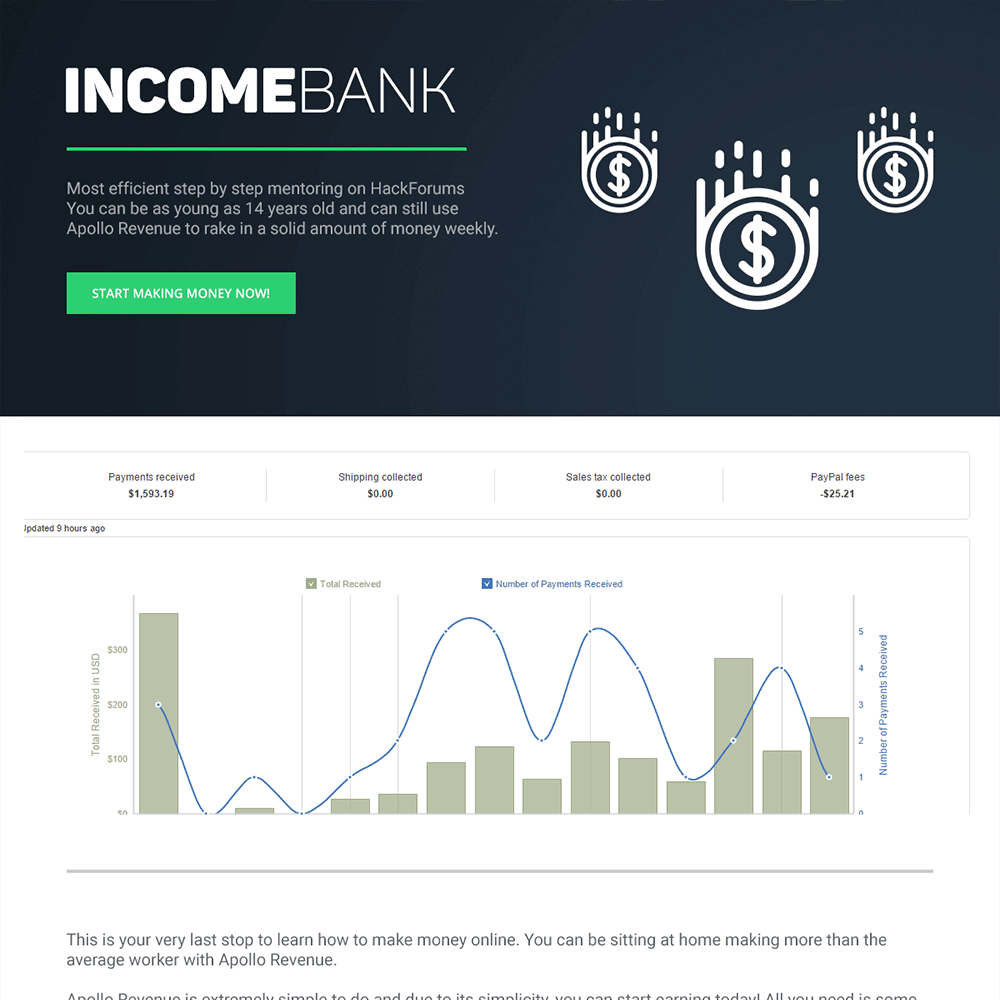 INCOMEBANK
Most efficient step by step mentoring on HackForums
You can be as young as 14 years old and can still use
Apollo Revenue to rake in a solid amount of money weekly.
START MAKING MONEY NOW!
Payments received
$1,593.19
Shipping collected
$0.00
Sales tax collected
$0.00
PayPal fees
-$25.21
Updated 9 hours ago
Total Received
Number of Payments Received
Total Received in USD
$300
$200
$100
$0
5
4
3
2
1
0
Number of Payments Received
This is your very last stop to learn how to make money online. You can be sitting at home making more than the
average worker with Apollo Revenue.
Apollo Revenue is extremely simple to do and due to its simplicity, you can start earning today! All you need is some